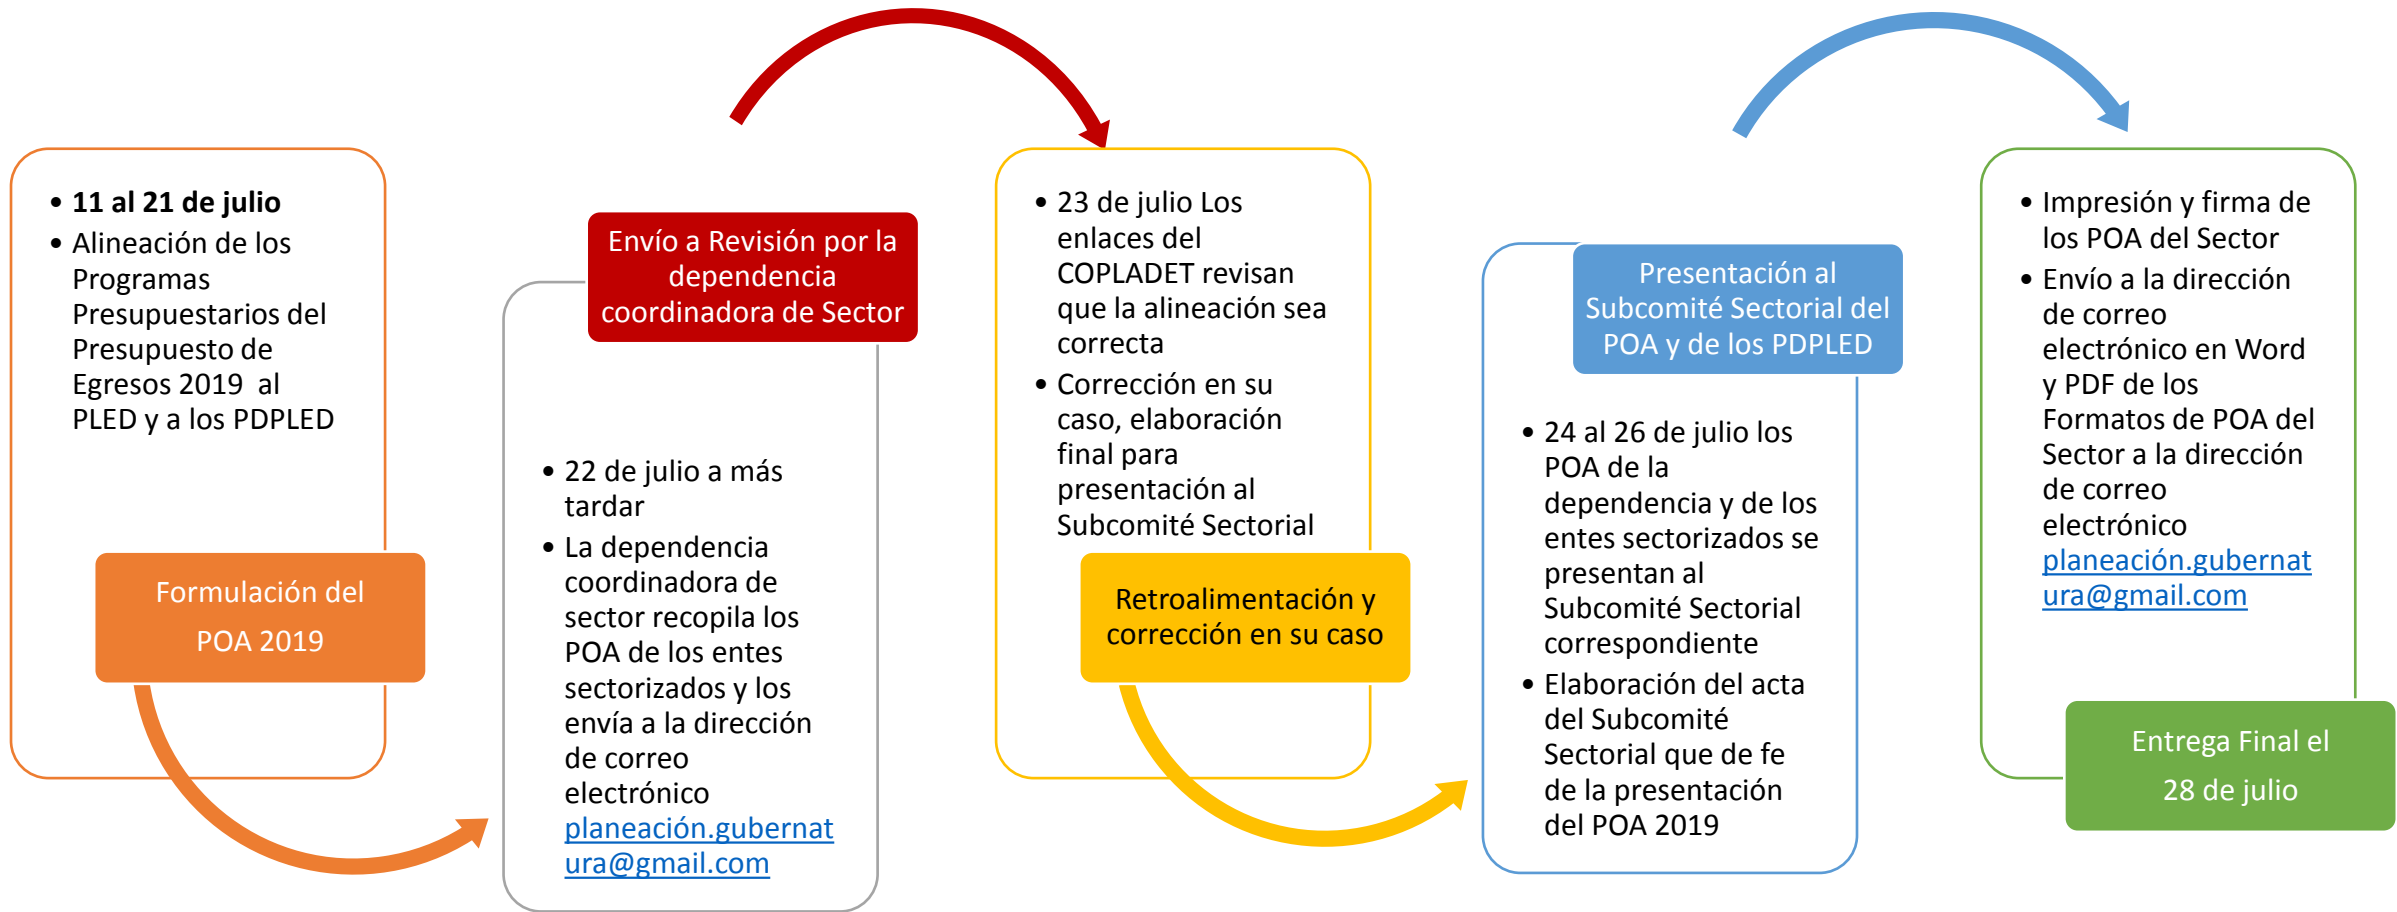 • 11 al 21 de julio
• Alineación de los
Programas
Presupuestarios del
Presupuesto de
Egresos 2019 al
PLED y a los PDPLED
Formulación del
POA 2019
Envío a Revisión por la
dependencia
coordinadora de Sector
• 22 de julio a más
tardar
• La dependencia
coordinadora de
sector recopila los
POA de los entes
sectorizados y los
envía a la dirección
de correo
electrónico
planeación.gubernat
ura@gmail.com
• 23 de julio Los
enlaces del
COPLADET revisan
que la alineación sea
correcta
• Corrección en su
caso, elaboración
final para
presentación al
Subcomité Sectorial
Retroalimentación y
corrección en su caso
Presentación al
Subcomité Sectorial del
POA y de los PDPLED
• 24 al 26 de julio los
POA de la
dependencia y de los
entes sectorizados se
presentan al
Subcomité Sectorial
correspondiente
• Elaboración del acta
del Subcomité
Sectorial que de fe
de la presentación
del POA 2019
• Impresión y firma de
los POA del Sector
• Envío a la dirección
de correo
electrónico en Word
y PDF de los
Formatos de POA del
Sector a la dirección
de correo
electrónico
planeación.gubernat
ura@gmail.com
Entrega Final el
28 de julio